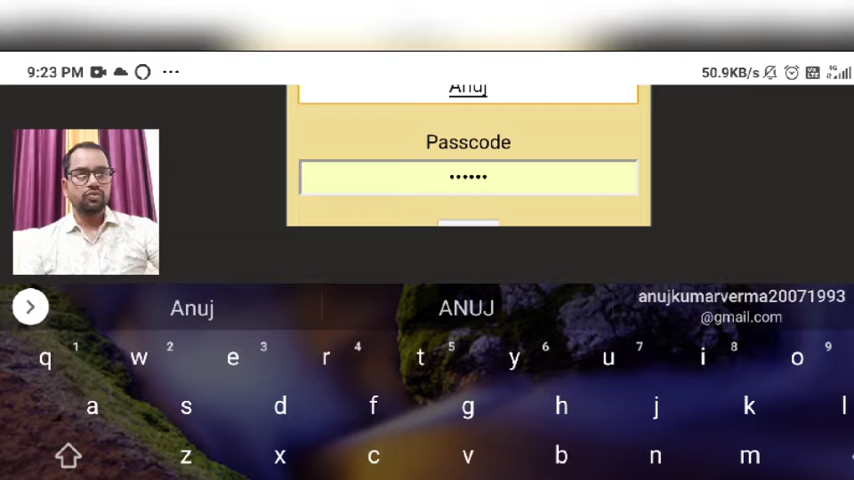 9:23 PM ...
50.9KB/s
Anuj
Passcode
••••••
Anuj ANUJ anujkumarverma20071993
@gmail.com
q 1 w 2 e 3 r 4 t 5 y 6 u 7 i 8 o 9
a s d f g h j k l
z x c v b n m